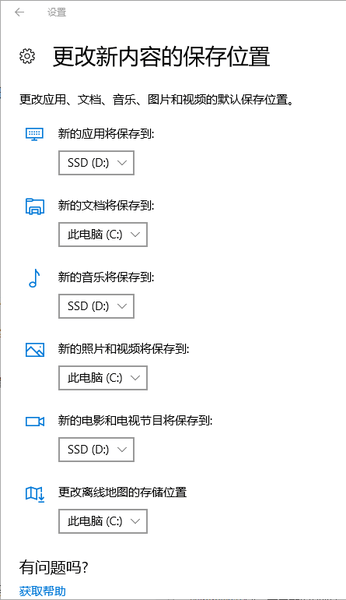 设置
更改新内容的保存位置
更改应用、文档、音乐、图片和视频的默认保存位置。
新的应用将保存到:
SSD (D:)
新的文档将保存到:
此电脑 (C:)
新的音乐将保存到:
SSD (D:)
新的照片和视频将保存到:
此电脑 (C:)
新的电影和电视节目将保存到:
SSD (D:)
更改离线地图的存储位置
此电脑 (C:)
有问题吗?
获取帮助